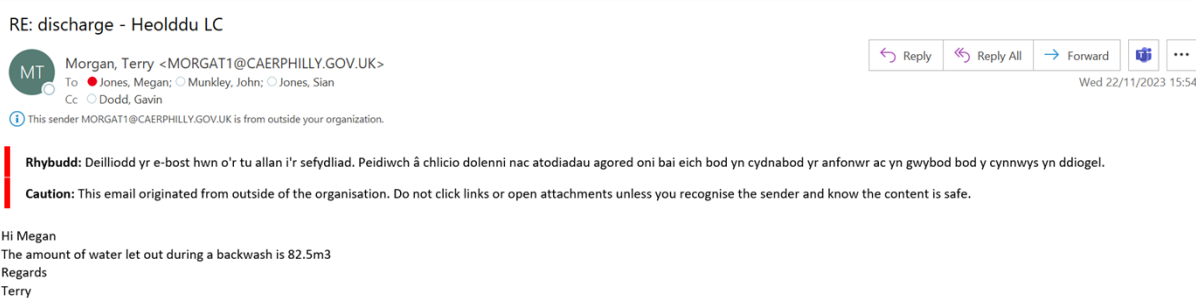 RE: discharge - Heolddu LC
MT
Morgan, Terry <MORGAT1@CAERPHILLY.GOV.UK>
To Jones, Megan; Munkley, John; Jones, Sian
Cc Dodd, Gavin
Reply
Reply All
Forward
Wed 22/11/2023 15:54
This sender MORGAT1@CAERPHILLY.GOV.UK is from outside your organization.
Rhybudd: Deilliodd yr e-bost hwn o'r tu allan i'r sefydliad. Peidiwch â chlicio dolenni nac atodiadau agored oni bai eich bod yn cydnabod yr anfonwr ac yn gwybod bod y cynnwys yn ddiogel.
Caution: This email originated from outside of the organisation. Do not click links or open attachments unless you recognise the sender and know the content is safe.
Hi Megan
The amount of water let out during a backwash is 82.5m3
Regards
Terry